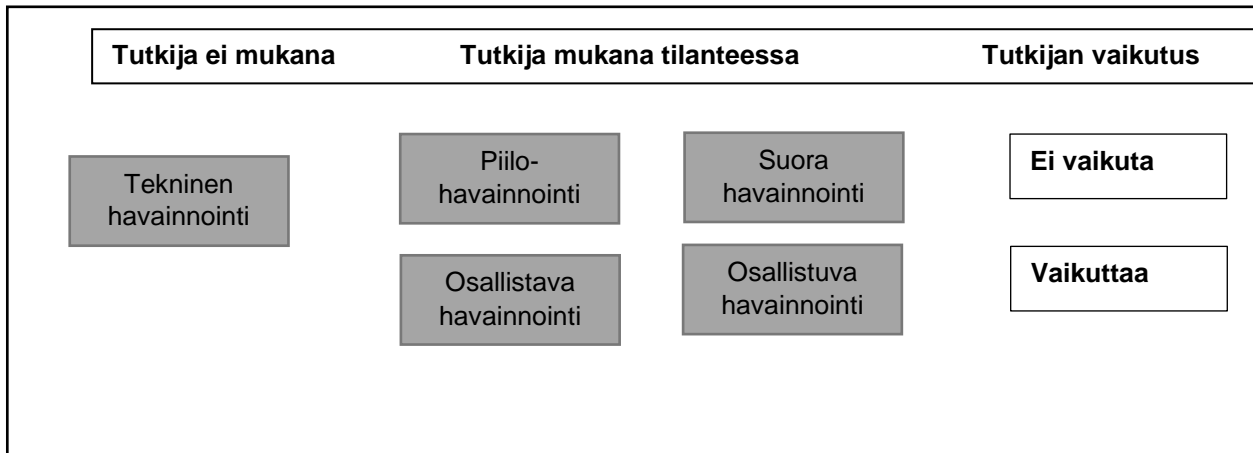 Tutkija ei mukana Tutkija mukana tilanteessa Tutkijan vaikutus
Tekninen
havainnointi
Piilo-
havainnointi
Suora
havainnointi
Ei vaikuta
Osallistava
havainnointi
Osallistuva
havainnointi
Vaikuttaa